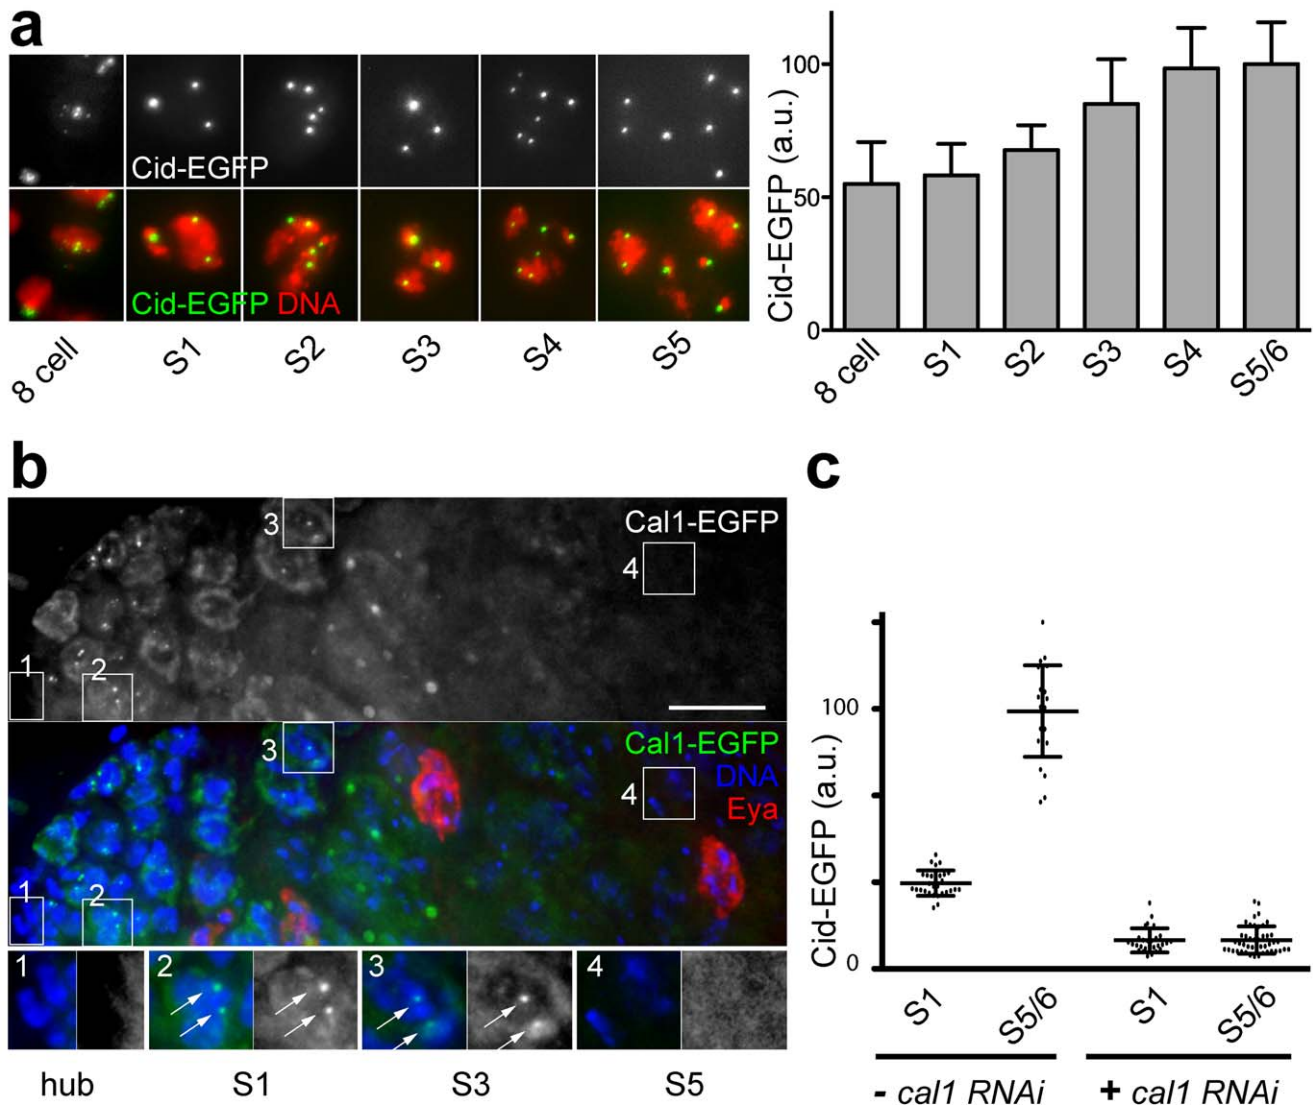 a
Cid-EGFP
Cid-EGFP DNA
8 cell S1 S2 S3 S4 S5
Cid-EGFP (a.u.)
100
50
0
8 cell S1 S2 S3 S4 S5/6
b
Cal1-EGFP
1 2 3 4
Cal1-EGFP
DNA
Eya
1 2 3 4
1 2 3 4
hub S1 S3 S5
c
Cid-EGFP (a.u.)
100
0
S1 S5/6 S1 S5/6
- cal1 RNAi + cal1 RNAi